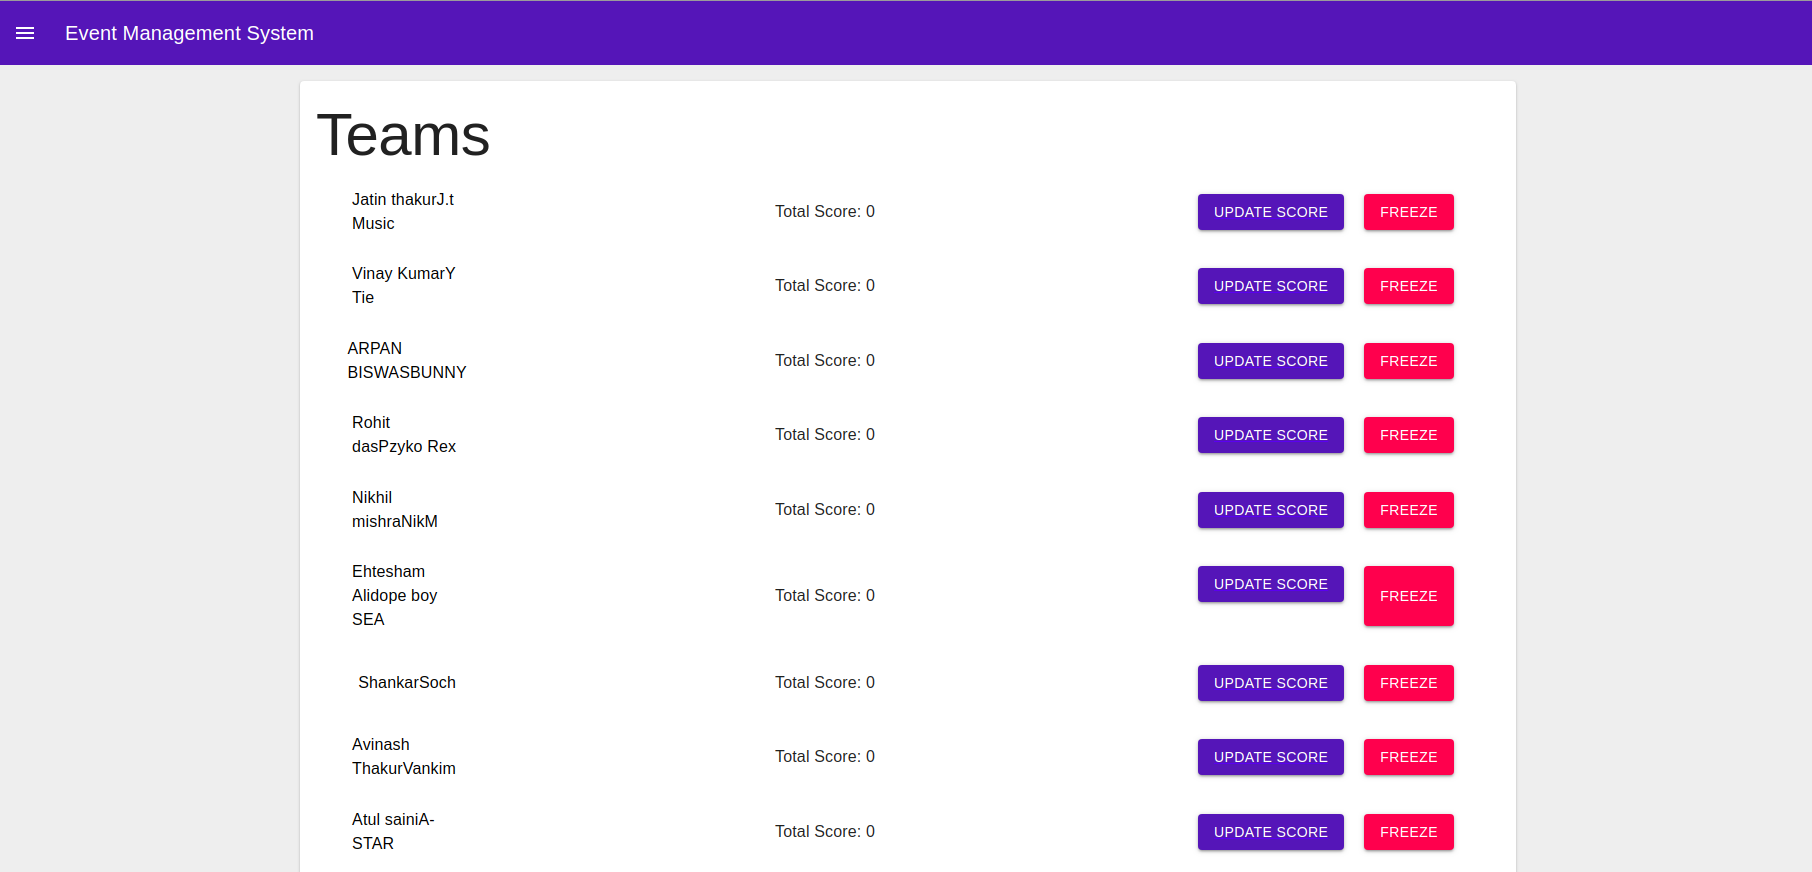 Event Management System
Teams
Jatin thakurJ.t
Music
Total Score: 0
UPDATE SCORE
FREEZE
Vinay KumarY
Tie
Total Score: 0
UPDATE SCORE
FREEZE
ARPAN
BISWASBUNNY
Total Score: 0
UPDATE SCORE
FREEZE
Rohit
dasPzyko Rex
Total Score: 0
UPDATE SCORE
FREEZE
Nikhil
mishraNikM
Total Score: 0
UPDATE SCORE
FREEZE
Ehtesham
Alidope boy
SEA
Total Score: 0
UPDATE SCORE
FREEZE
ShankarSoch
Total Score: 0
UPDATE SCORE
FREEZE
Avinash
ThakurVankim
Total Score: 0
UPDATE SCORE
FREEZE
Atul sainiA-
STAR
Total Score: 0
UPDATE SCORE
FREEZE